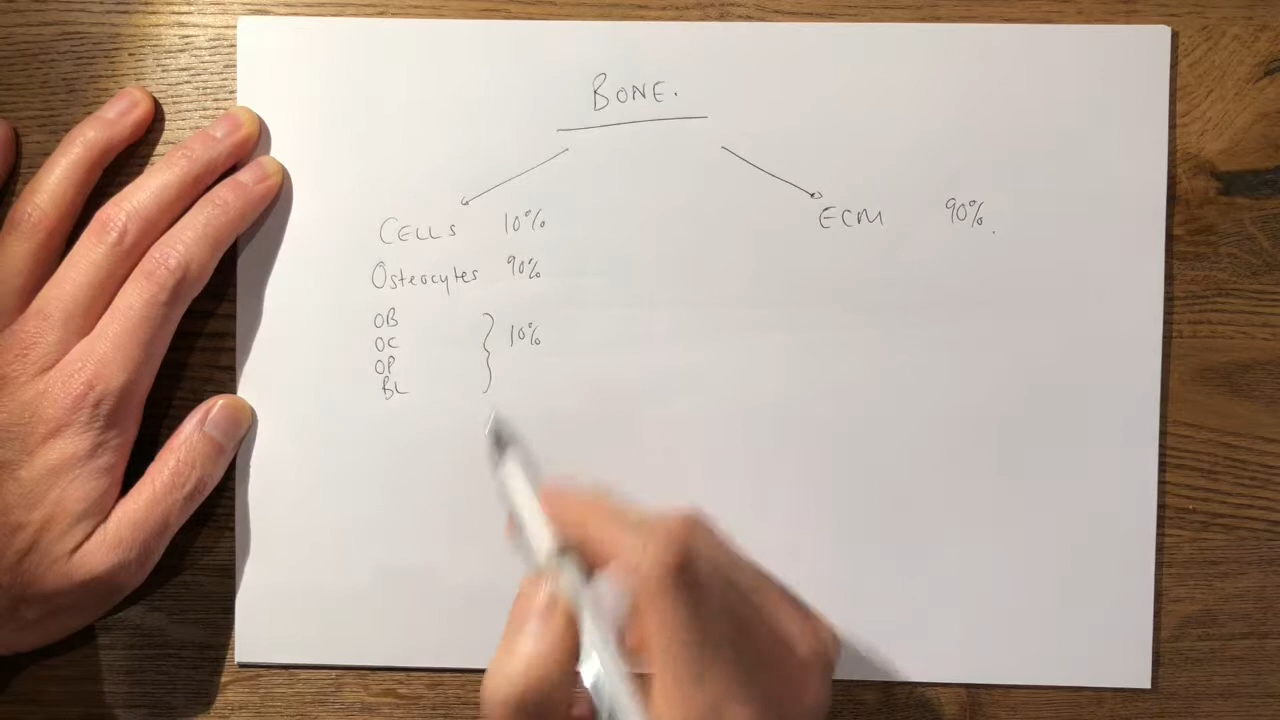 BONE.
CELLS 10%
ECM 90%.
Osteocytes 90%
OB
OC
OP
BL
} 10%